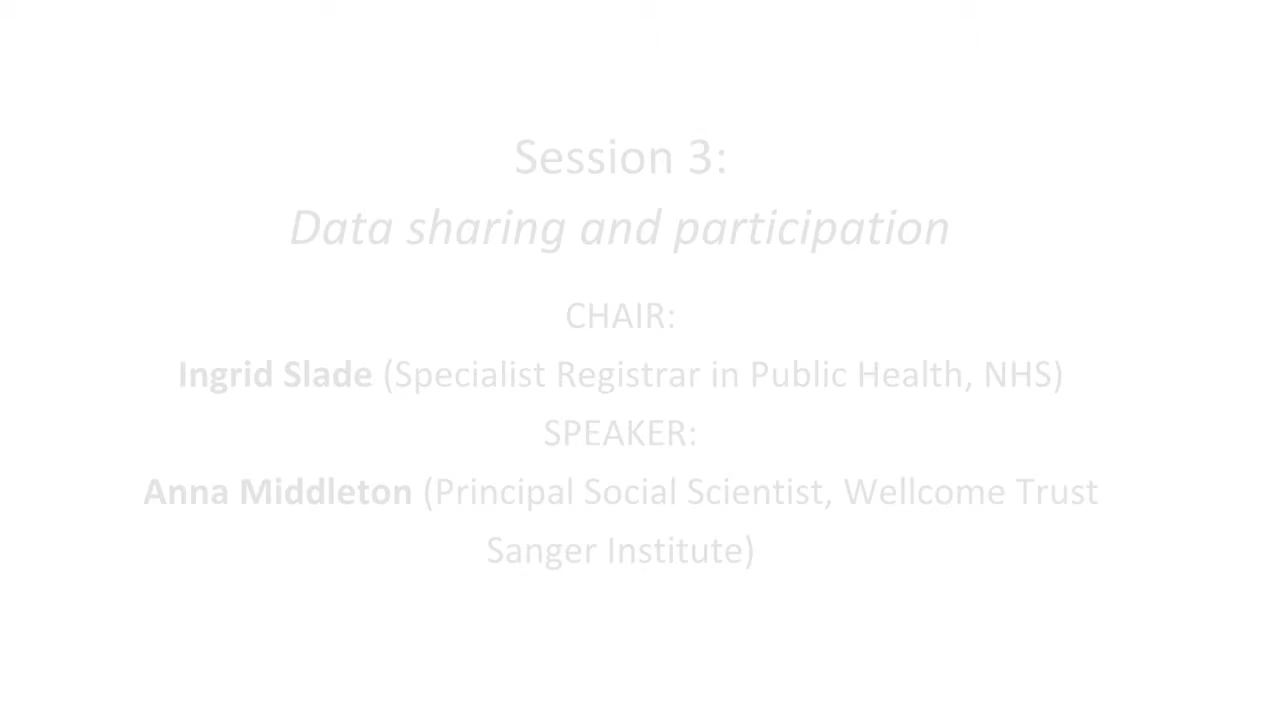 Session 3:
Data sharing and participation
CHAIR:
Ingrid Slade (Specialist Registrar in Public Health, NHS)
SPEAKER:
Anna Middleton (Principal Social Scientist, Wellcome Trust
Sanger Institute)